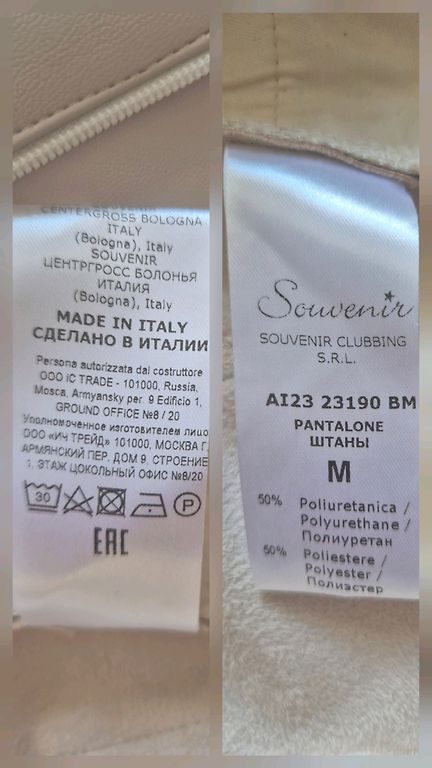 CENTERGROSS BOLOGNA
ITALY
(Bologna), Italy
SOUVENIR
ЦЕНТРГРОСС БОЛОНЬЯ
ИТАЛИЯ
(Bologna), Italy
MADE IN ITALY
СДЕЛАНО В ИТАЛИИ
Persona autorizzata dal costruttore
OOO IC TRADE - 101000, Russia,
Mosca, Armyansky per. 9 Edificio 1,
GROUND OFFICE №8 / 20
Уполномоченное изготовителем лицо
ООО «ИЧ ТРЕЙД» 101000, МОСКВА Г.
АРМЯНСКИЙ ПЕР, ДОМ 9, СТРОЕНИЕ
1, ЭТАЖ ЦОКОЛЬНЫЙ ОФИС №8/20
30 P
EAC
Souvenir
SOUVENIR CLUBBING
S.R.L.
AI23 23190 BM
PANTALONE
ШТАНЫ
M
50% Poliuretanica /
Polyurethane /
Полиуретан
50% Poliestere /
Polyester /
Полиэстер